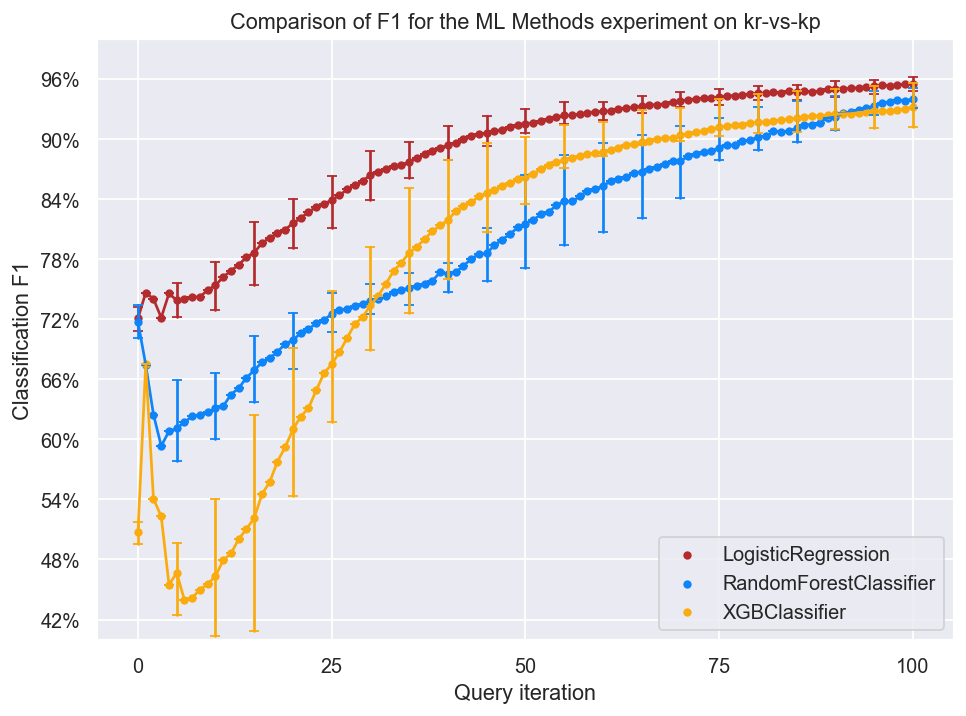 Comparison of F1 for the ML Methods experiment on kr-vs-kp
Classification F1
96%
90%
84%
78%
72%
66%
60%
54%
48%
42%
LogisticRegression
RandomForestClassifier
XGBClassifier
0
25
50
75
100
Query iteration